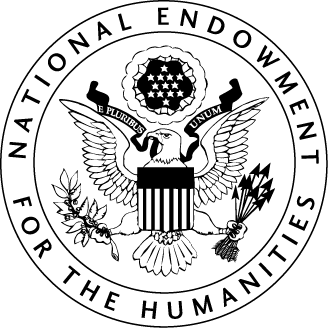 NATIONAL ENDOWMENT
FOR THE HUMANITIES
E PLURIBUS UNUM